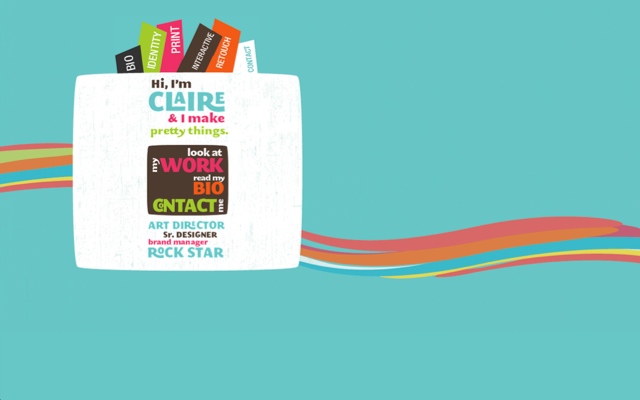 BIO
IDENTITY
PRINT
INTERACTIVE
RETOUCH
CONTACT
Hi, I'm
CLAIRE
& I make
pretty things.
look at
my WORK
read my
BIO
CONTACT me
ART DIRECTOR
Sr. DESIGNER
brand manager
ROCK STAR